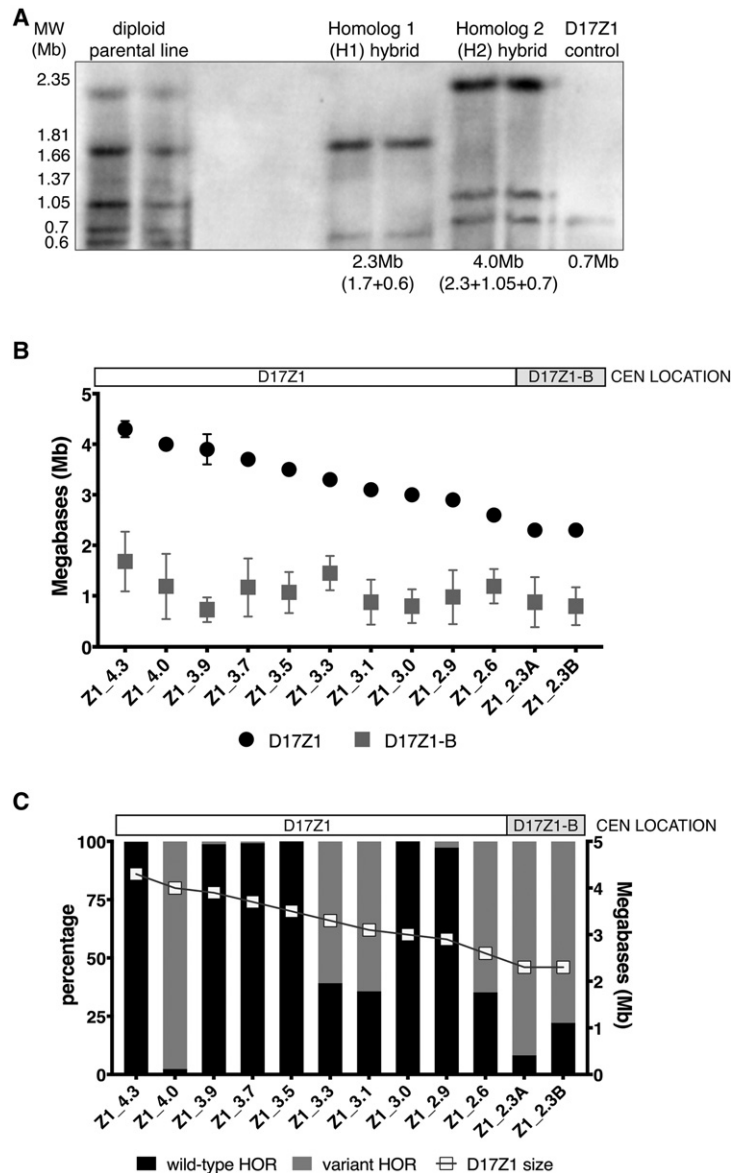 A
MW
(Mb)
diploid
parental line
Homolog 1
(H1) hybrid
Homolog 2
(H2) hybrid
D17Z1
control
2.35
1.81
1.66
1.37
1.05
0.7
0.6
2.3Mb
(1.7+0.6)
4.0Mb
(2.3+1.05+0.7)
0.7Mb
B
D17Z1
D17Z1-B
CEN LOCATION
Megabases (Mb)
5
4
3
2
1
0
Z1_4.3
Z1_4.0
Z1_3.9
Z1_3.7
Z1_3.5
Z1_3.3
Z1_3.1
Z1_3.0
Z1_2.9
Z1_2.6
Z1_2.3A
Z1_2.3B
D17Z1
D17Z1-B
C
D17Z1
D17Z1-B
CEN LOCATION
percentage
100
75
50
25
0
5
4
3
2
1
0
Megabases (Mb)
Z1_4.3
Z1_4.0
Z1_3.9
Z1_3.7
Z1_3.5
Z1_3.3
Z1_3.1
Z1_3.0
Z1_2.9
Z1_2.6
Z1_2.3A
Z1_2.3B
wild-type HOR
variant HOR
D17Z1 size